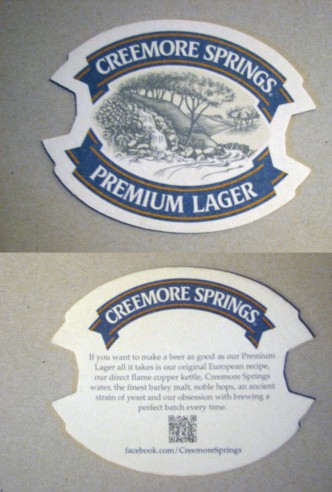 CREEMORE SPRINGS
PREMIUM LAGER
CREEMORE SPRINGS
If you want to make a beer as good as our Premium
Lager all it takes is our original European recipe,
our direct flame copper kettle, Creemore Springs
water, the finest barley malt, noble hops, an ancient
strain of yeast and our obsession with brewing a
perfect batch every time.
facebook.com/CreemoreSprings